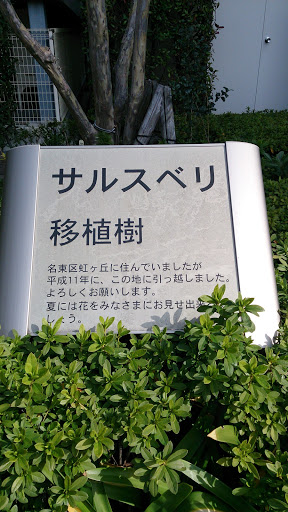 サルスベリ
移植樹
名東区虹ヶ丘に住んでいましたが
平成11年に、この地に引っ越しました。
よろしくお願いします。
夏には花をみなさまにお見せ出来
しょう。